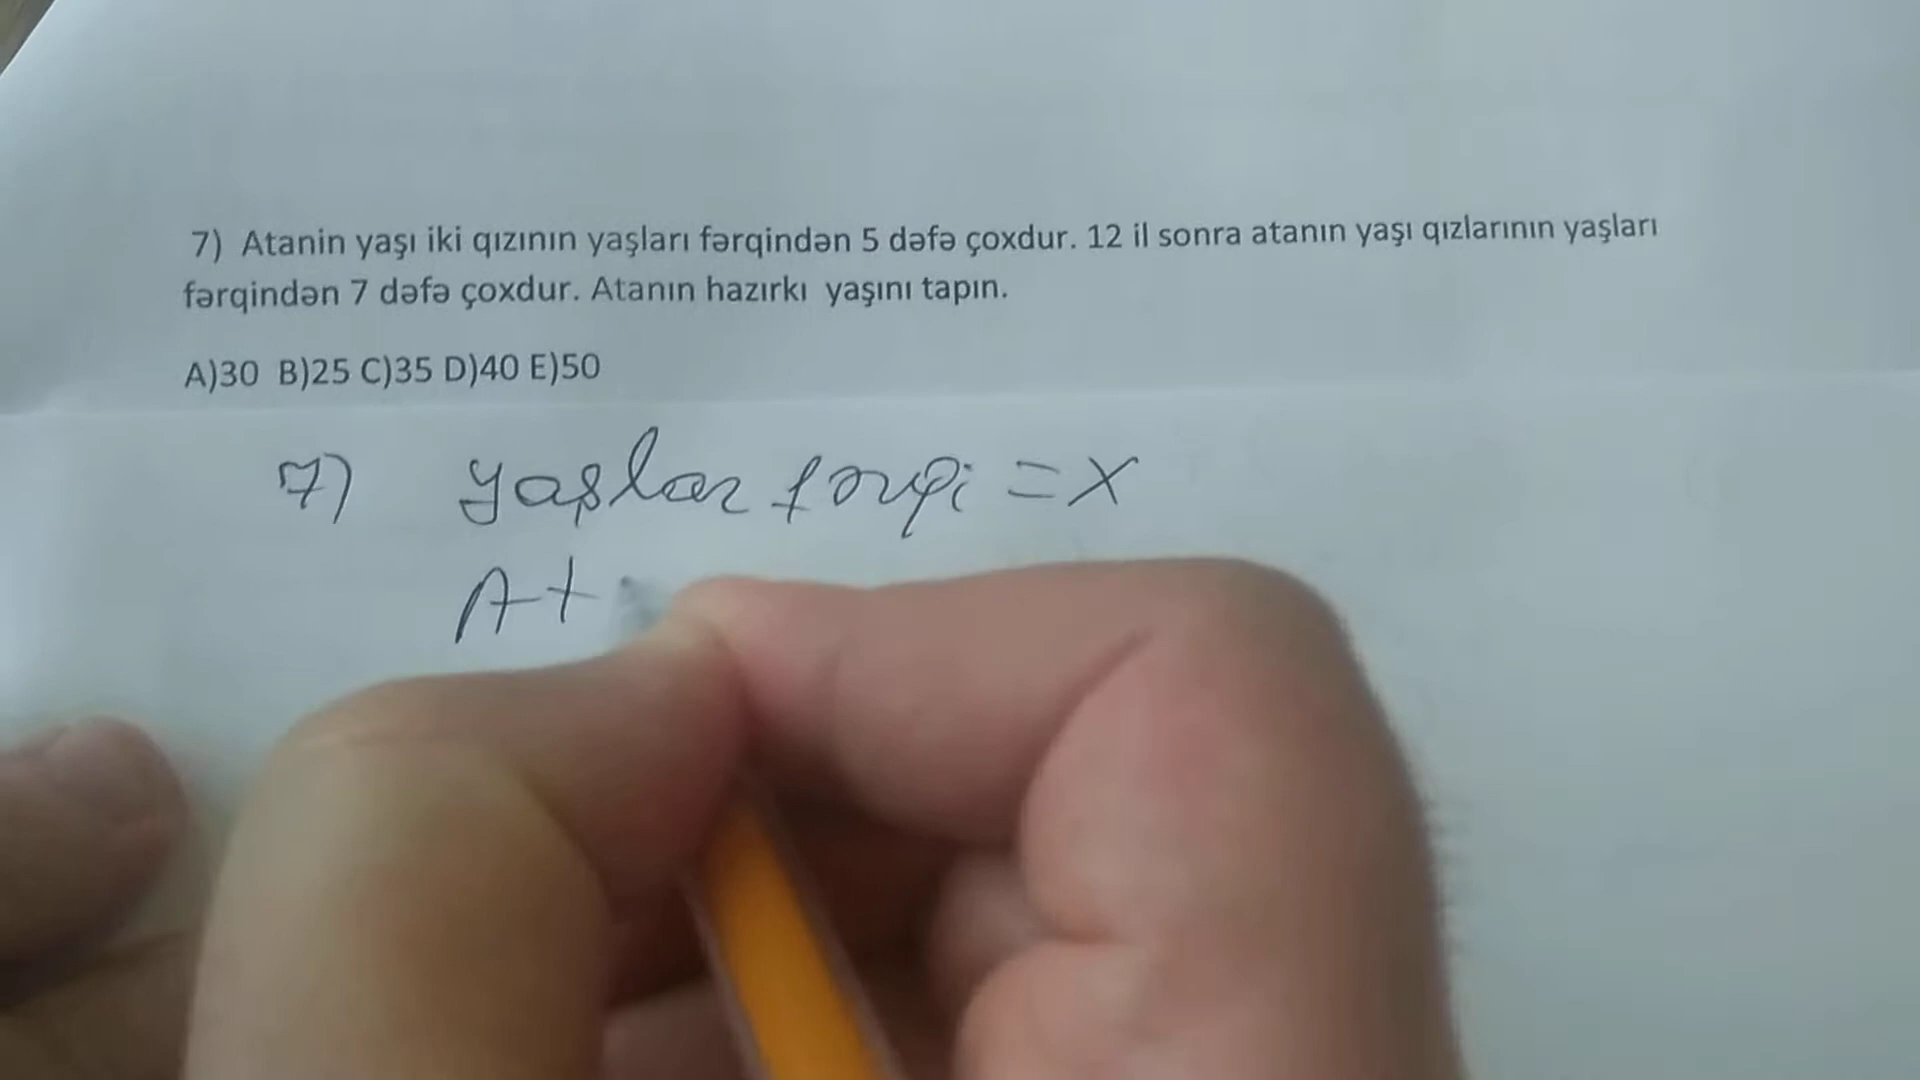 7) Atanin yaşı iki qızının yaşları fərqindən 5 dəfə çoxdur. 12 il sonra atanın yaşı qızlarının yaşları
fərqindən 7 dəfə çoxdur. Atanın hazırkı yaşını tapın.
A)30 B)25 C)35 D)40 E)50
7) yaşlar fərqi = x
At